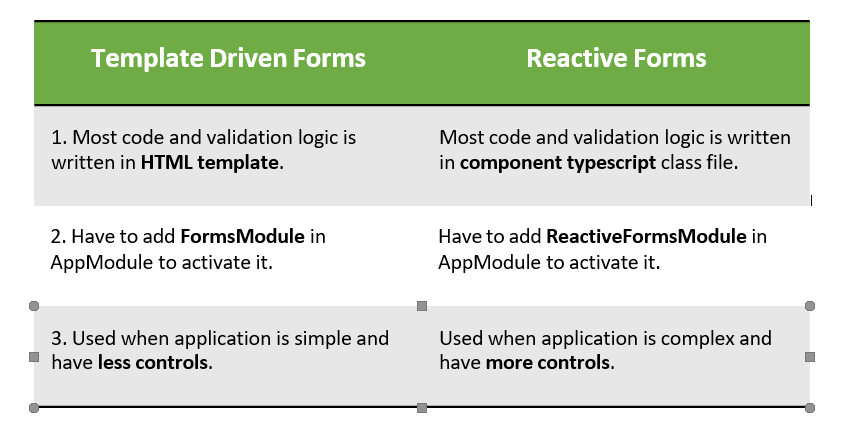 Template Driven Forms
Reactive Forms
1. Most code and validation logic is
written in HTML template.
Most code and validation logic is written
in component typescript class file.
2. Have to add FormsModule in
AppModule to activate it.
Have to add ReactiveFormsModule in
AppModule to activate it.
3. Used when application is simple and
have less controls.
Used when application is complex and
have more controls.